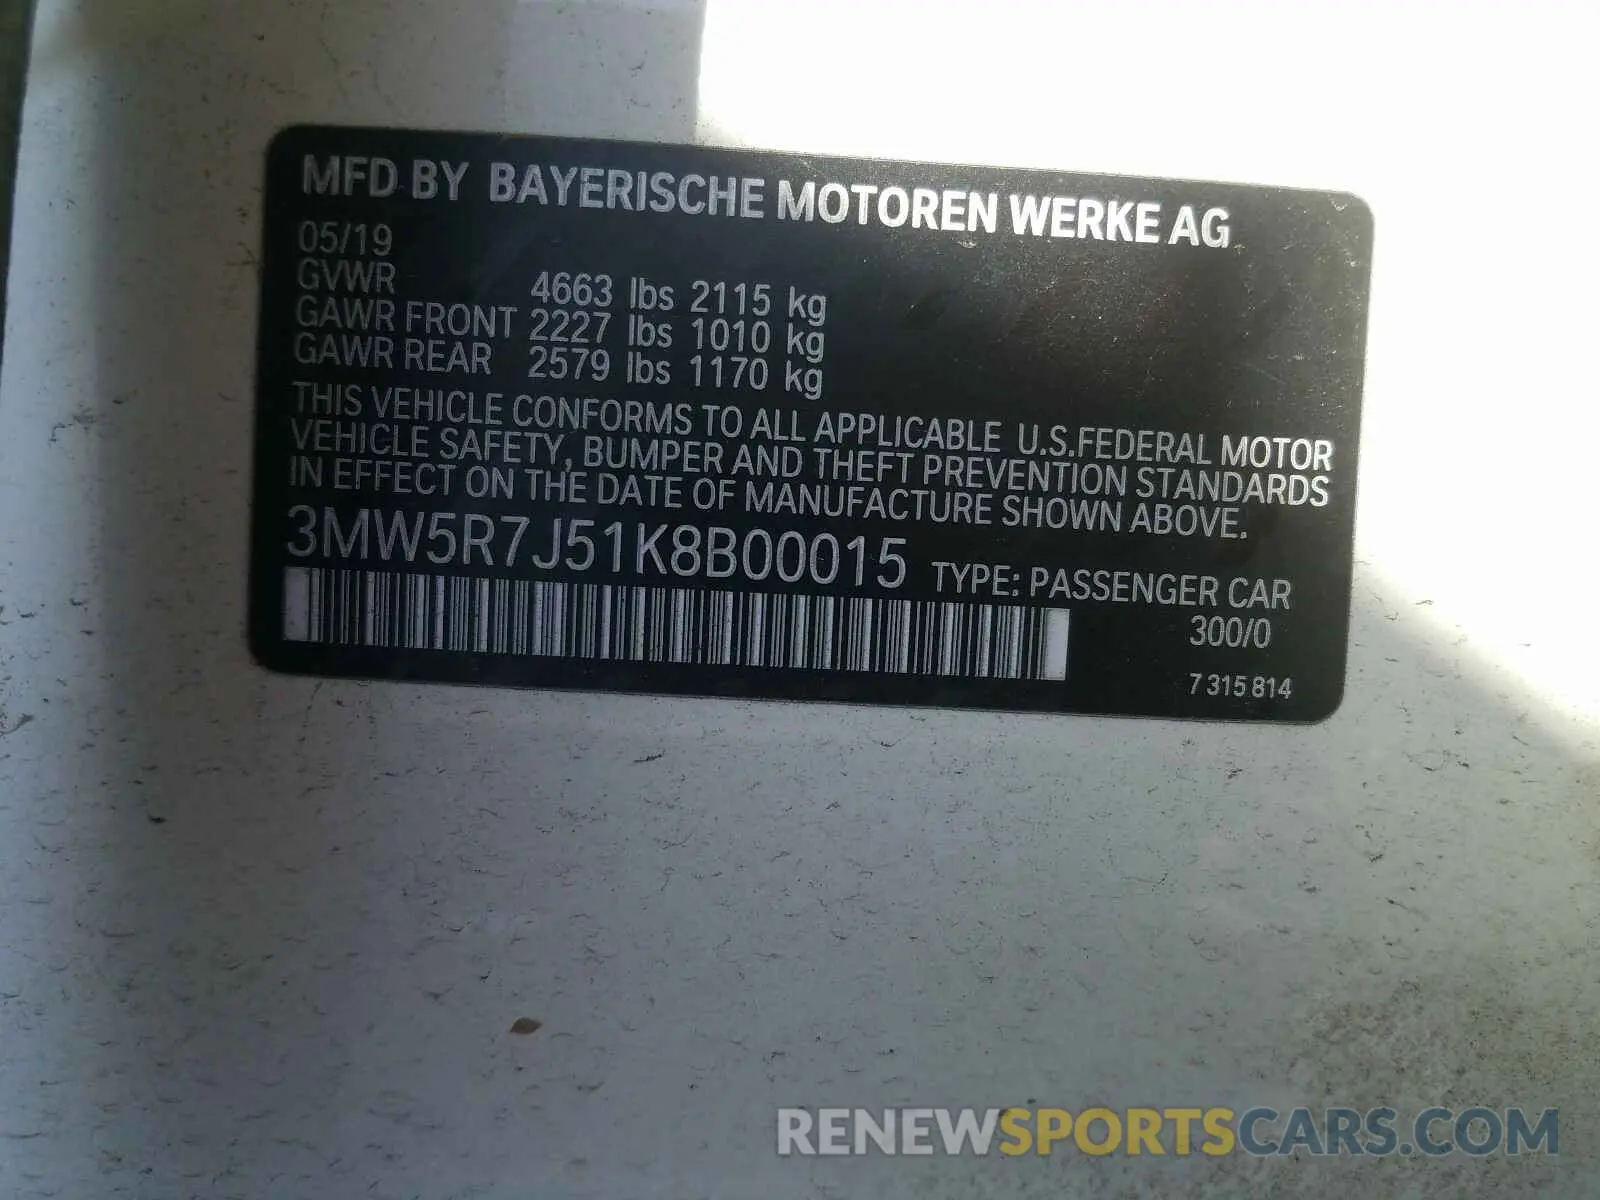 MFD BY BAYERISCHE MOTOREN WERKE AG
05/19
GVWR 4663 lbs 2115 kg
GAWR FRONT 2227 lbs 1010 kg
GAWR REAR 2579 lbs 1170 kg
THIS VEHICLE CONFORMS TO ALL APPLICABLE U.S.FEDERAL MOTOR
VEHICLE SAFETY, BUMPER AND THEFT PREVENTION STANDARDS
IN EFFECT ON THE DATE OF MANUFACTURE SHOWN ABOVE.
3MW5R7J51K8B00015 TYPE: PASSENGER CAR
300/0
7 315 814
RENEWSPORTSCARS.COM